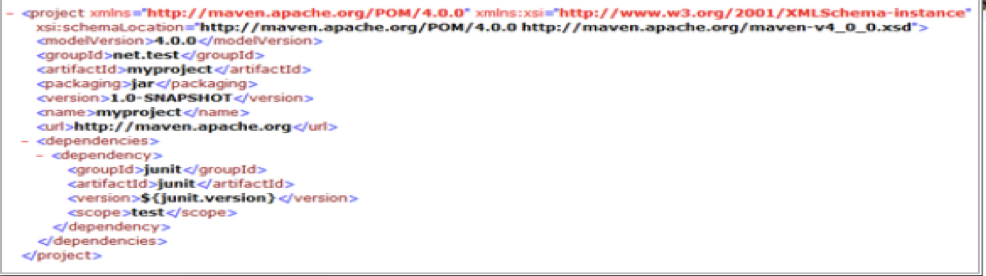 - <project xmlns="http://maven.apache.org/POM/4.0.0" xmlns:xsi="http://www.w3.org/2001/XMLSchema-instance"
xsi:schemaLocation="http://maven.apache.org/POM/4.0.0 http://maven.apache.org/maven-v4_0_0.xsd">
<modelVersion>4.0.0</modelVersion>
<groupId>net.test</groupId>
<artifactId>myproject</artifactId>
<packaging>jar</packaging>
<version>1.0-SNAPSHOT</version>
<name>myproject</name>
<url>http://maven.apache.org</url>
- <dependencies>
- <dependency>
<groupId>junit</groupId>
<artifactId>junit</artifactId>
<version>${junit.version}</version>
<scope>test</scope>
</dependency>
</dependencies>
</project>